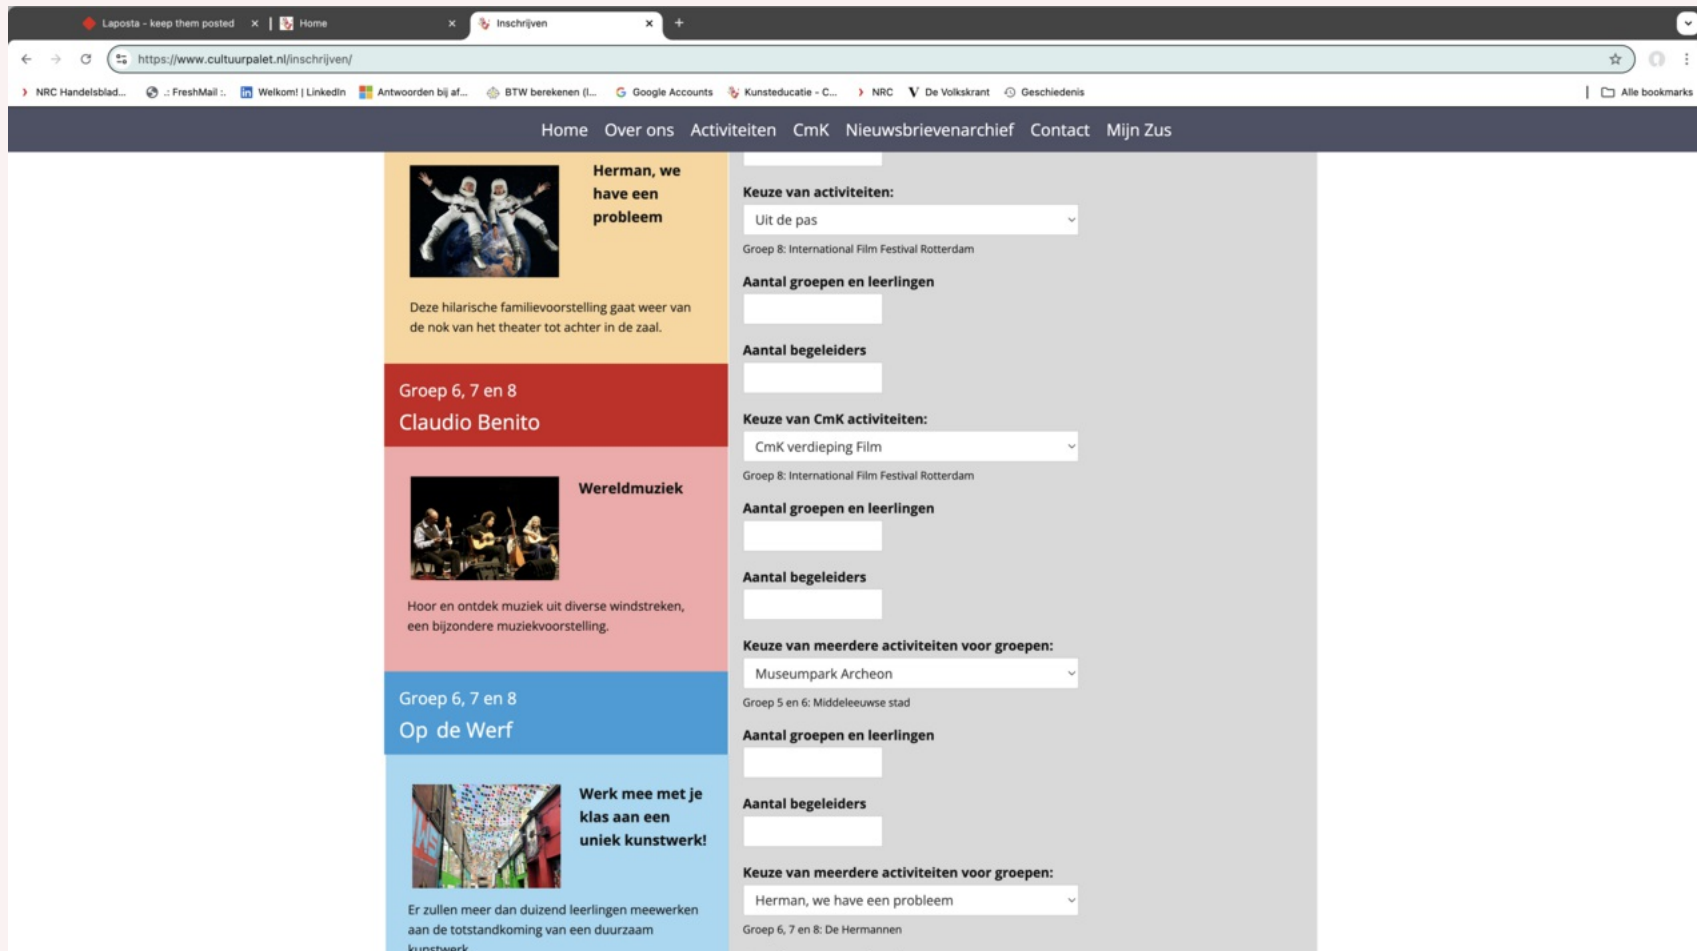 Laposta - keep them posted
Home
Inschrijven
https://www.cultuurpalet.nl/inschrijven/
NRC Handelsblad...
.: FreshMail :.
Welkom! | LinkedIn
Antwoorden bij af...
BTW berekenen (I...
Google Accounts
Kunsteducatie - C...
NRC
De Volkskrant
Geschiedenis
Alle bookmarks
Home Over ons Activiteiten CmK Nieuwsbrievenarchief Contact Mijn Zus
Herman, we
have een
probleem
Deze hilarische familievoorstelling gaat weer van
de nok van het theater tot achter in de zaal.
Groep 6, 7 en 8
Claudio Benito
Wereldmuziek
Hoor en ontdek muziek uit diverse windstreken,
een bijzondere muziekvoorstelling.
Groep 6, 7 en 8
Op de Werf
Werk mee met je
klas aan een
uniek kunstwerk!
Er zullen meer dan duizend leerlingen meewerken
aan de totstandkoming van een duurzaam
kunstwerk
Keuze van activiteiten:
Uit de pas
Groep 8: International Film Festival Rotterdam
Aantal groepen en leerlingen
Aantal begeleiders
Keuze van CmK activiteiten:
CmK verdieping Film
Groep 8: International Film Festival Rotterdam
Aantal groepen en leerlingen
Aantal begeleiders
Keuze van meerdere activiteiten voor groepen:
Museumpark Archeon
Groep 5 en 6: Middeleeuwse stad
Aantal groepen en leerlingen
Aantal begeleiders
Keuze van meerdere activiteiten voor groepen:
Herman, we have een probleem
Groep 6, 7 en 8: De Hermannen